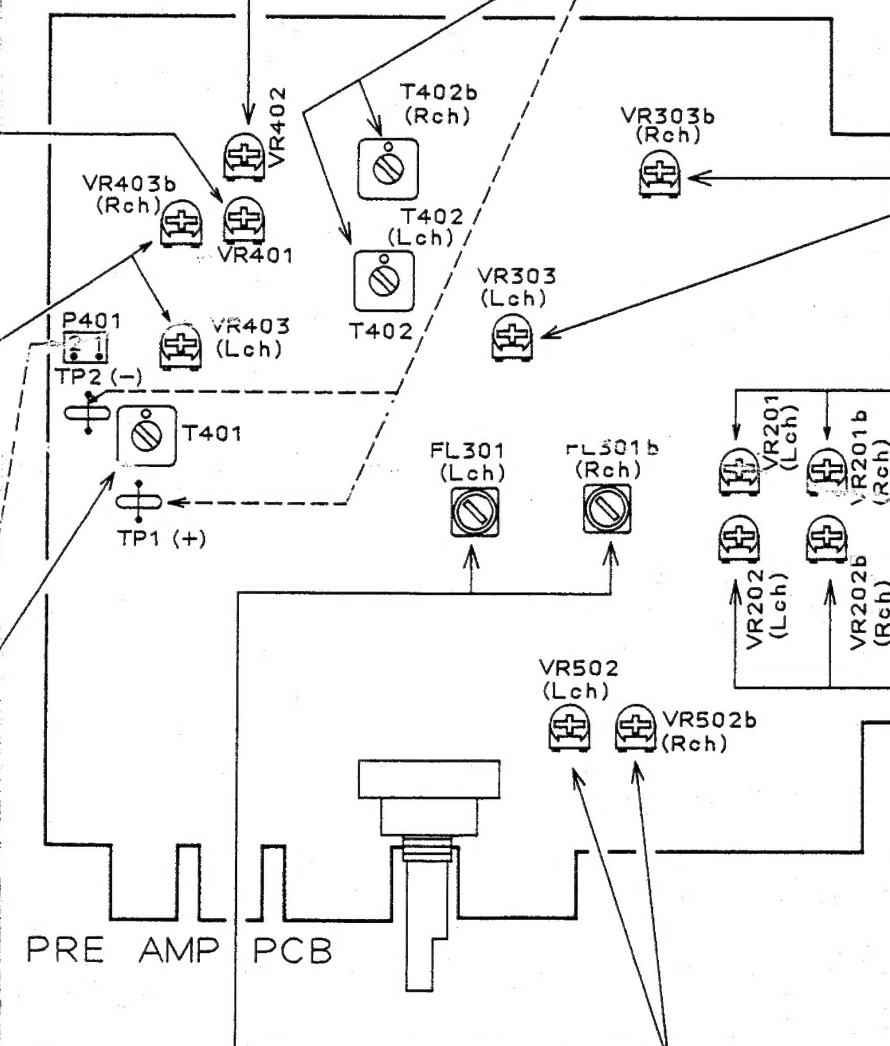 VR402
T402b
(Rch)
VR303b
(Rch)
VR403b
(Rch)
VR401
T402
(Lch)
T402
VR303
(Lch)
P401
2 1
VR403
(Lch)
TP2 (-)
T401
TP1 (+)
FL301
(Lch)
FL301b
(Rch)
VR201
(Lch)
VR201b
(Rch)
VR202
(Lch)
VR202b
(Rch)
VR502
(Lch)
VR502b
(Rch)
PRE AMP PCB